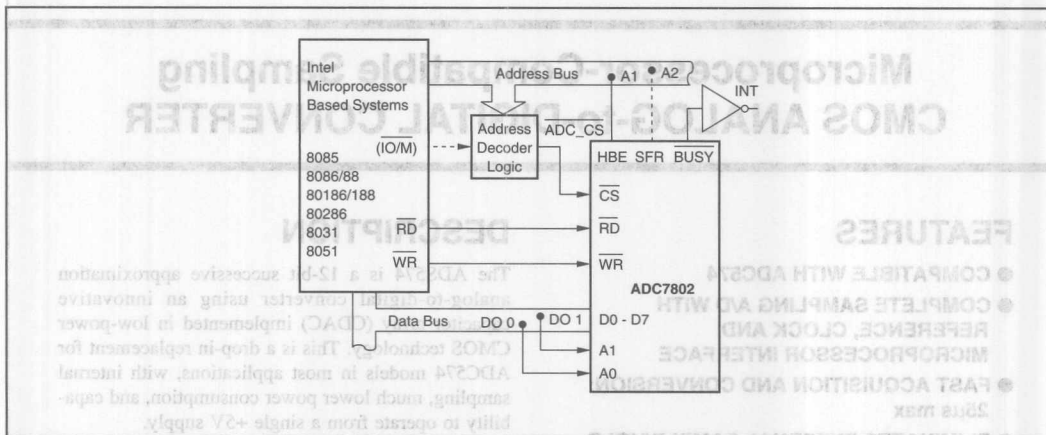 Microprocessor-Compatible Sampling
CMOS ANALOG-to-DIGITAL CONVERTER
Intel
Microprocessor
Based Systems
(IO/M)
8085
8086/88
80186/188
80286
8031
8051
RD
WR
Address Bus
A1
A2
INT
Address
Decoder
Logic
ADC_CS
HBE SFR BUSY
CS
RD
WR
ADC7802
D0 - D7
A1
A0
Data Bus
DO 0
DO 1
FEATURES
● COMPATIBLE WITH ADC574
● COMPLETE SAMPLING A/D WITH
REFERENCE, CLOCK AND
MICROPROCESSOR INTERFACE
● FAST ACQUISITION AND CONVERSION
25µs max
DESCRIPTION
The ADS574 is a 12-bit successive approximation
analog-to-digital converter using an innovative
capacitor array (CDAC) implemented in low-power
CMOS technology. This is a drop-in replacement for
ADC574 models in most applications, with internal
sampling, much lower power consumption, and capa-
bility to operate from a single +5V supply.